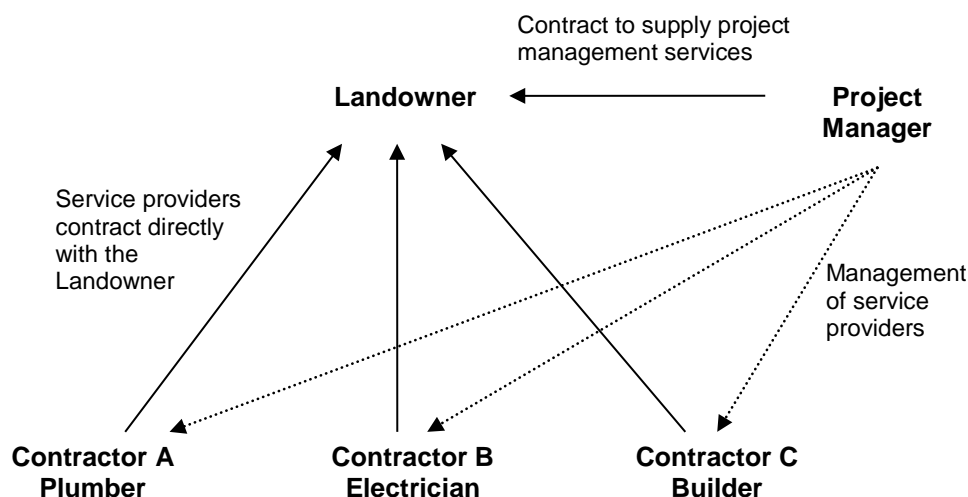 Contract to supply project
management services
Landowner
Project
Manager
Service providers
contract directly
with the
Landowner
Management
of service
providers
Contractor A
Plumber
Contractor B
Electrician
Contractor C
Builder